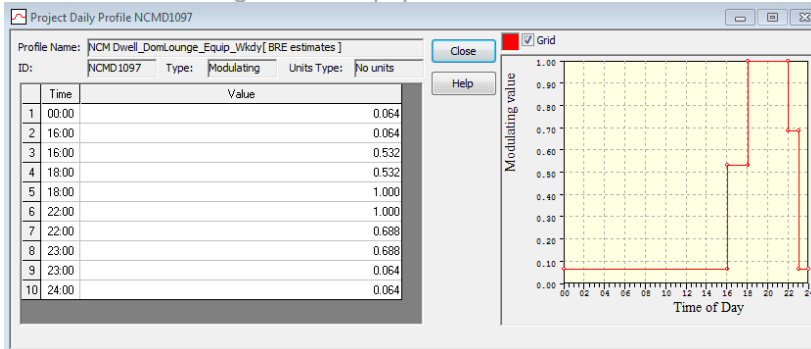 Project Daily Profile NCMD1097
Profile Name: NCM Dwell_DomLounge_Equip_Wkdy[ BRE estimates ]
ID: NCMD1097 Type: Modulating Units Type: No units
Close
Help
Grid
Time Value
1 00:00 0.064
2 16:00 0.064
3 16:00 0.532
4 18:00 0.532
5 18:00 1.000
6 22:00 1.000
7 22:00 0.688
8 23:00 0.688
9 23:00 0.064
10 24:00 0.064
Modulating value
1.00
0.90
0.80
0.70
0.60
0.50
0.40
0.30
0.20
0.10
0.00
00 02 04 06 08 10 12 14 16 18 20 22
Time of Day